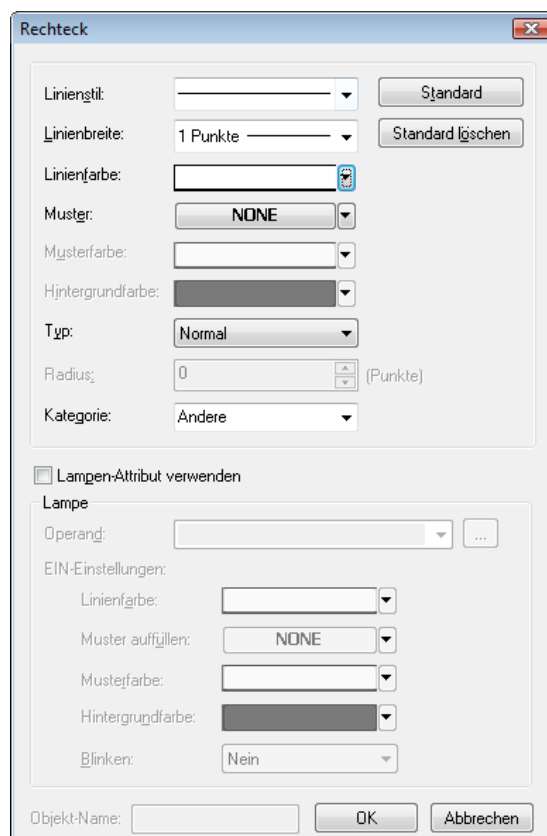 Rechteck
Linienstil:
Standard
Linienbreite: 1 Punkte
Standard löschen
Linienfarbe:
Muster: NONE
Musterfarbe:
Hintergrundfarbe:
Typ: Normal
Radius: 0 (Punkte)
Kategorie: Andere
Lampen-Attribut verwenden
Lampe
Operand: ...
EIN-Einstellungen:
Linienfarbe:
Muster auffüllen: NONE
Musterfarbe:
Hintergrundfarbe:
Blinken: Nein
Objekt-Name: OK Abbrechen